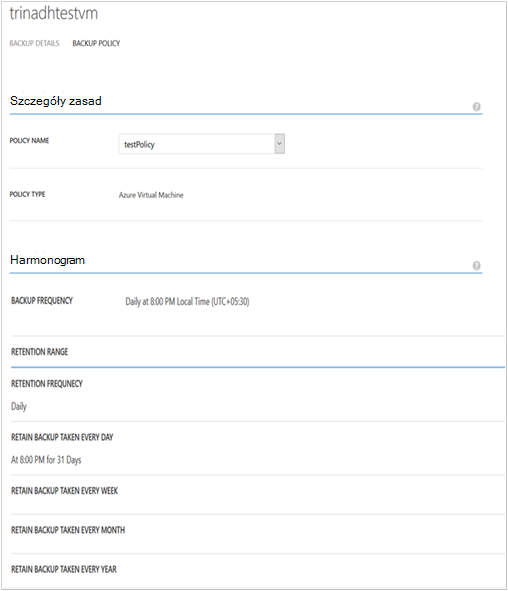 trinadhtestvm
BACKUP DETAILS BACKUP POLICY
Szczegóły zasad
?
POLICY NAME testPolicy
POLICY TYPE Azure Virtual Machine
Harmonogram
?
BACKUP FREQUENCY Daily at 8:00 PM Local Time (UTC+05:30)
RETENTION RANGE
RETENTION FREQUNECY
Daily
RETAIN BACKUP TAKEN EVERY DAY
At 8:00 PM for 31 Days
RETAIN BACKUP TAKEN EVERY WEEK
RETAIN BACKUP TAKEN EVERY MONTH
RETAIN BACKUP TAKEN EVERY YEAR